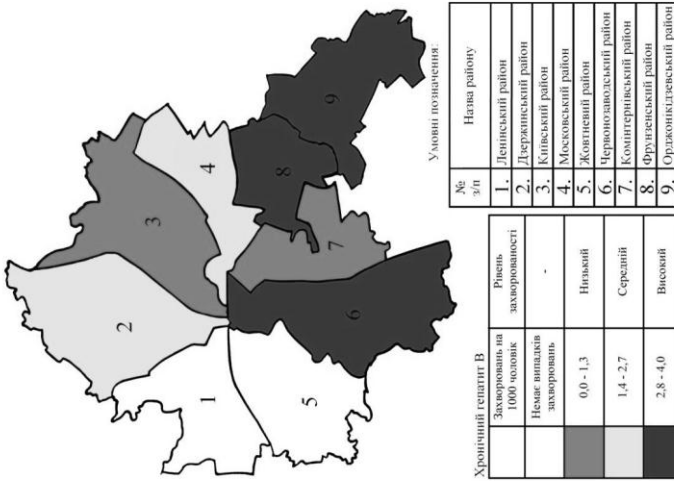 1
2
3
4
5
6
7
8
9
Умовні позначення:
Хронічний гепатит В
Захворювань на
1000 чоловік
Рівень
захворюваності
Немає випадків
захворювань
-
0,0 - 1,3
Низький
1,4 - 2,7
Середній
2,8 - 4,0
Високий
№
з/п
Назва району
1. Ленінський район
2. Дзержинський район
3. Київський район
4. Московський район
5. Жовтневий район
6. Червонозаводський район
7. Комінтернівський район
8. Фрунзенський район
9. Орджонікідзевський район